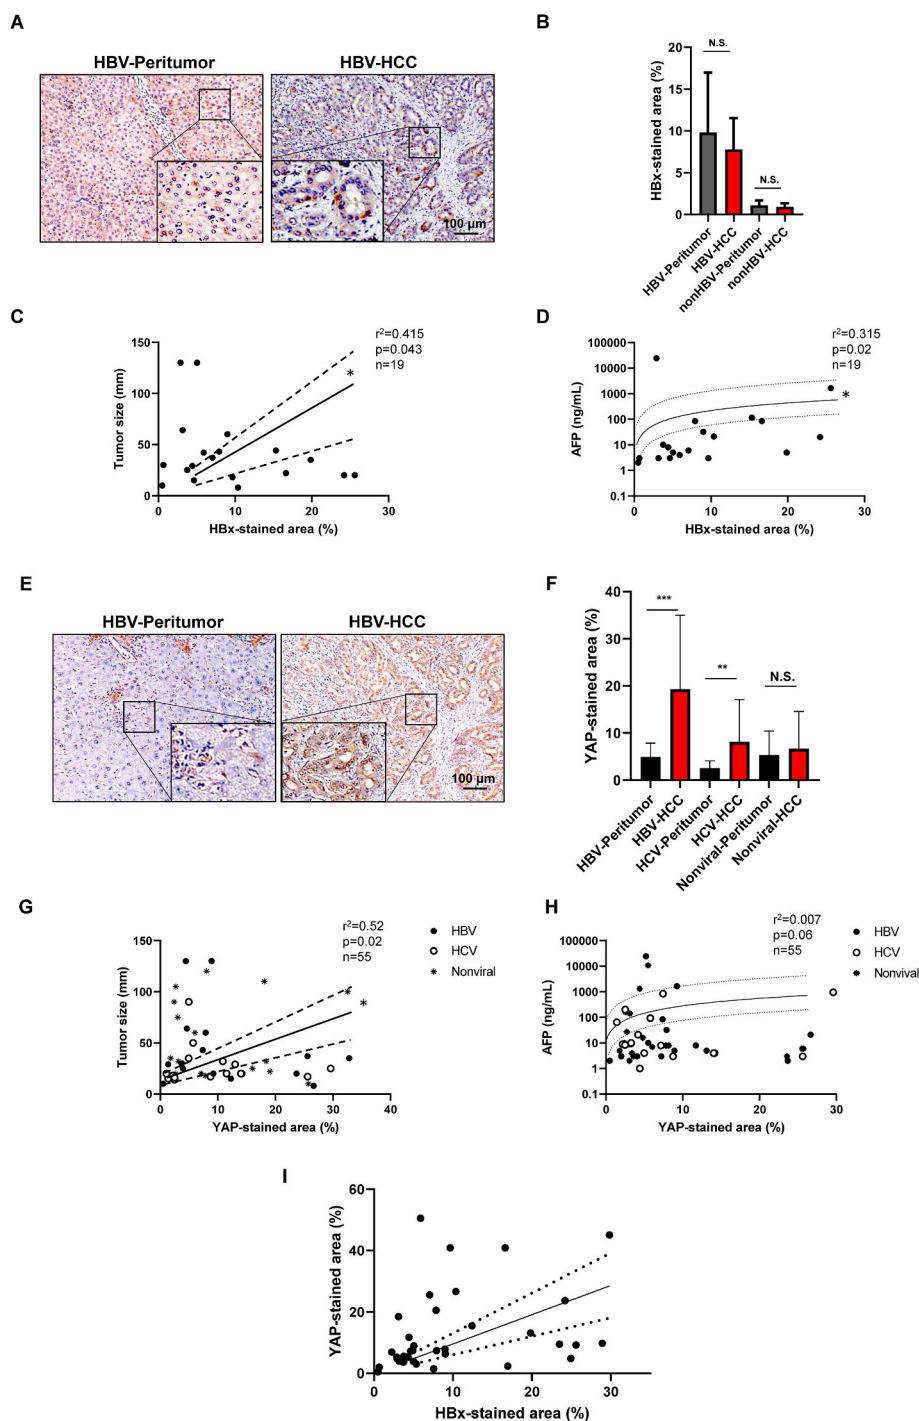 A
HBV-Peritumor
HBV-HCC
100 μm
B
HBx-stained area (%)
20
15
10
5
0
N.S.
N.S.
HBV-Peritumor
HBV-HCC
nonHBV-Peritumor
nonHBV-HCC
C
Tumor size (mm)
150
100
50
0
0 10 20 30
HBx-stained area (%)
r²=0.415
p=0.043
n=19
*
D
AFP (ng/mL)
100000
10000
1000
100
10
1
0.1
0 10 20 30
HBx-stained area (%)
r²=0.315
p=0.02
n=19
*
E
HBV-Peritumor
HBV-HCC
100 μm
F
YAP-stained area (%)
40
30
20
10
0
***
**
N.S.
HBV-Peritumor
HBV-HCC
HCV-Peritumor
HCV-HCC
Nonviral-Peritumor
Nonviral-HCC
G
Tumor size (mm)
150
100
50
0
0 10 20 30 40
YAP-stained area (%)
r²=0.52
p=0.02
n=55
*
HBV
HCV
Nonviral
H
AFP (ng/mL)
100000
10000
1000
100
10
1
0.1
0 10 20 30
YAP-stained area (%)
r²=0.007
p=0.06
n=55
HBV
HCV
Nonvival
I
YAP-stained area (%)
60
40
20
0
0 10 20 30
HBx-stained area (%)